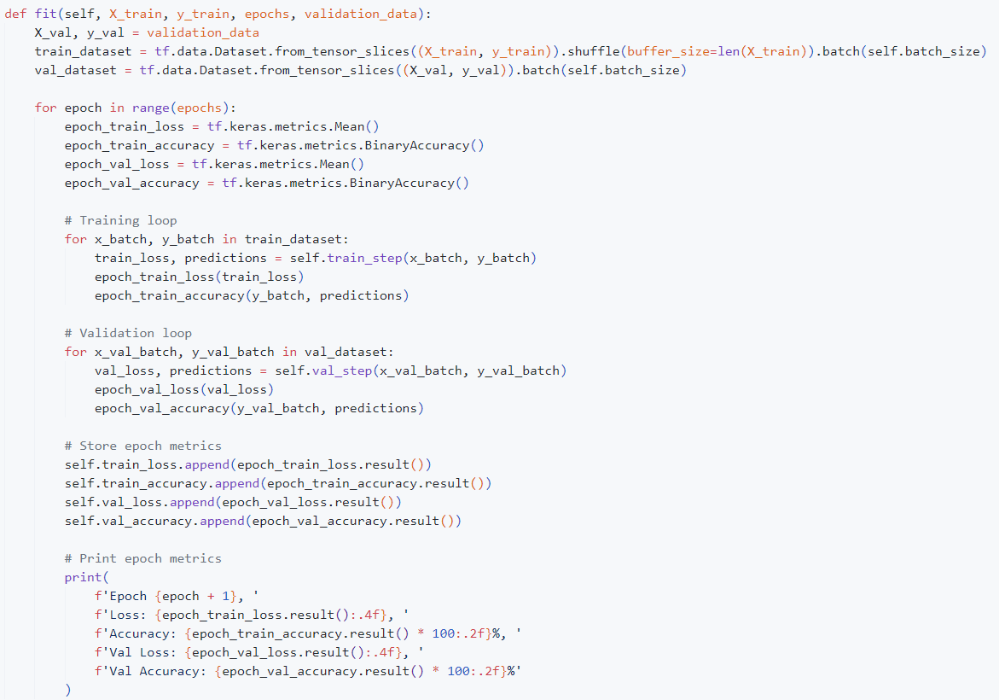 def fit(self, X_train, y_train, epochs, validation_data):
    X_val, y_val = validation_data
    train_dataset = tf.data.Dataset.from_tensor_slices((X_train, y_train)).shuffle(buffer_size=len(X_train)).batch(self.batch_size)
    val_dataset = tf.data.Dataset.from_tensor_slices((X_val, y_val)).batch(self.batch_size)

    for epoch in range(epochs):
        epoch_train_loss = tf.keras.metrics.Mean()
        epoch_train_accuracy = tf.keras.metrics.BinaryAccuracy()
        epoch_val_loss = tf.keras.metrics.Mean()
        epoch_val_accuracy = tf.keras.metrics.BinaryAccuracy()

        # Training loop
        for x_batch, y_batch in train_dataset:
            train_loss, predictions = self.train_step(x_batch, y_batch)
            epoch_train_loss(train_loss)
            epoch_train_accuracy(y_batch, predictions)

        # Validation loop
        for x_val_batch, y_val_batch in val_dataset:
            val_loss, predictions = self.val_step(x_val_batch, y_val_batch)
            epoch_val_loss(val_loss)
            epoch_val_accuracy(y_val_batch, predictions)

        # Store epoch metrics
        self.train_loss.append(epoch_train_loss.result())
        self.train_accuracy.append(epoch_train_accuracy.result())
        self.val_loss.append(epoch_val_loss.result())
        self.val_accuracy.append(epoch_val_accuracy.result())

        # Print epoch metrics
        print(
            f'Epoch {epoch + 1}, '
            f'Loss: {epoch_train_loss.result():.4f}, '
            f'Accuracy: {epoch_train_accuracy.result() * 100:.2f}%, '
            f'Val Loss: {epoch_val_loss.result():.4f}, '
            f'Val Accuracy: {epoch_val_accuracy.result() * 100:.2f}%'
        )